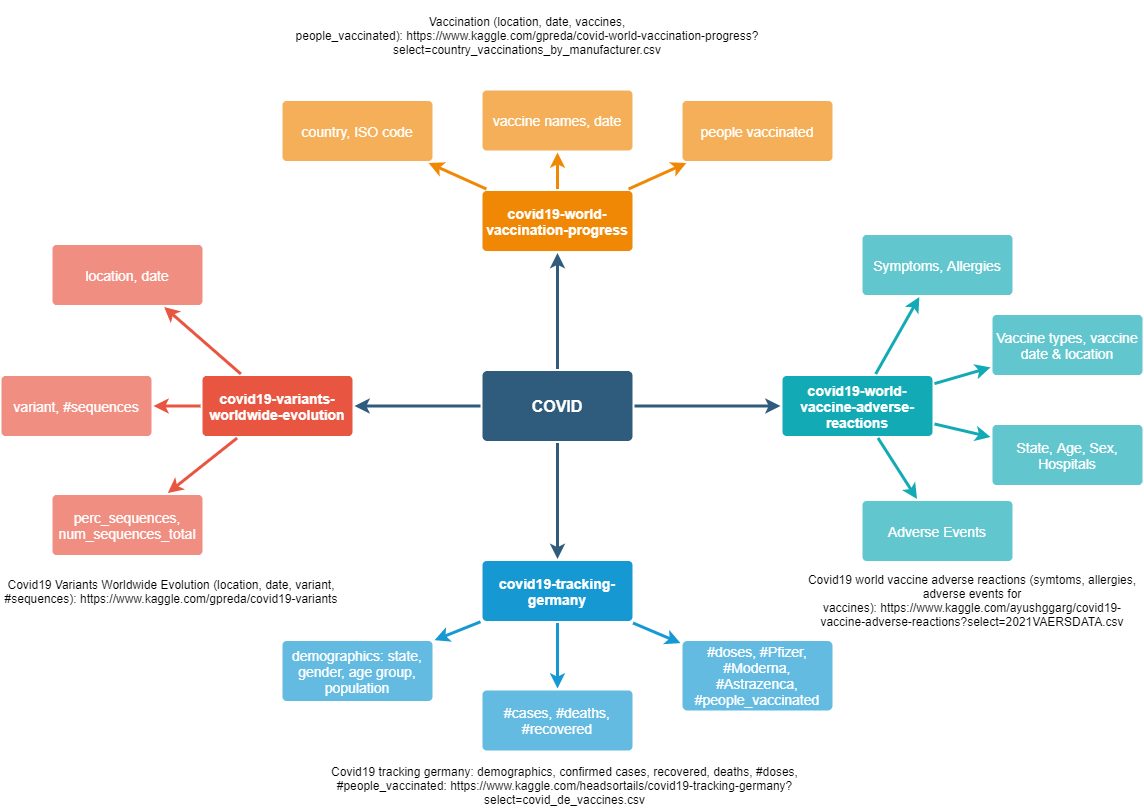 Vaccination (location, date, vaccines,
people_vaccinated): https://www.kaggle.com/gpreda/covid-world-vaccination-progress?
select=country_vaccinations_by_manufacturer.csv
country, ISO code
vaccine names, date
people vaccinated
covid19-world-
vaccination-progress
location, date
Symptoms, Allergies
Vaccine types, vaccine
date & location
variant, #sequences
covid19-variants-
worldwide-evolution
COVID
covid19-world-
vaccine-adverse-
reactions
State, Age, Sex,
Hospitals
perc_sequences,
num_sequences_total
Adverse Events
Covid19 Variants Worldwide Evolution (location, date, variant,
#sequences): https://www.kaggle.com/gpreda/covid19-variants
covid19-tracking-
germany
Covid19 world vaccine adverse reactions (symtoms, allergies,
adverse events for
vaccines): https://www.kaggle.com/ayushggarg/covid19-
vaccine-adverse-reactions?select=2021VAERSDATA.csv
demographics: state,
gender, age group,
population
#cases, #deaths,
#recovered
#doses, #Pfizer,
#Moderna,
#Astrazenca,
#people_vaccinated
Covid19 tracking germany: demographics, confirmed cases, recovered, deaths, #doses,
#people_vaccinated: https://www.kaggle.com/headsortails/covid19-tracking-germany?
select=covid_de_vaccines.csv